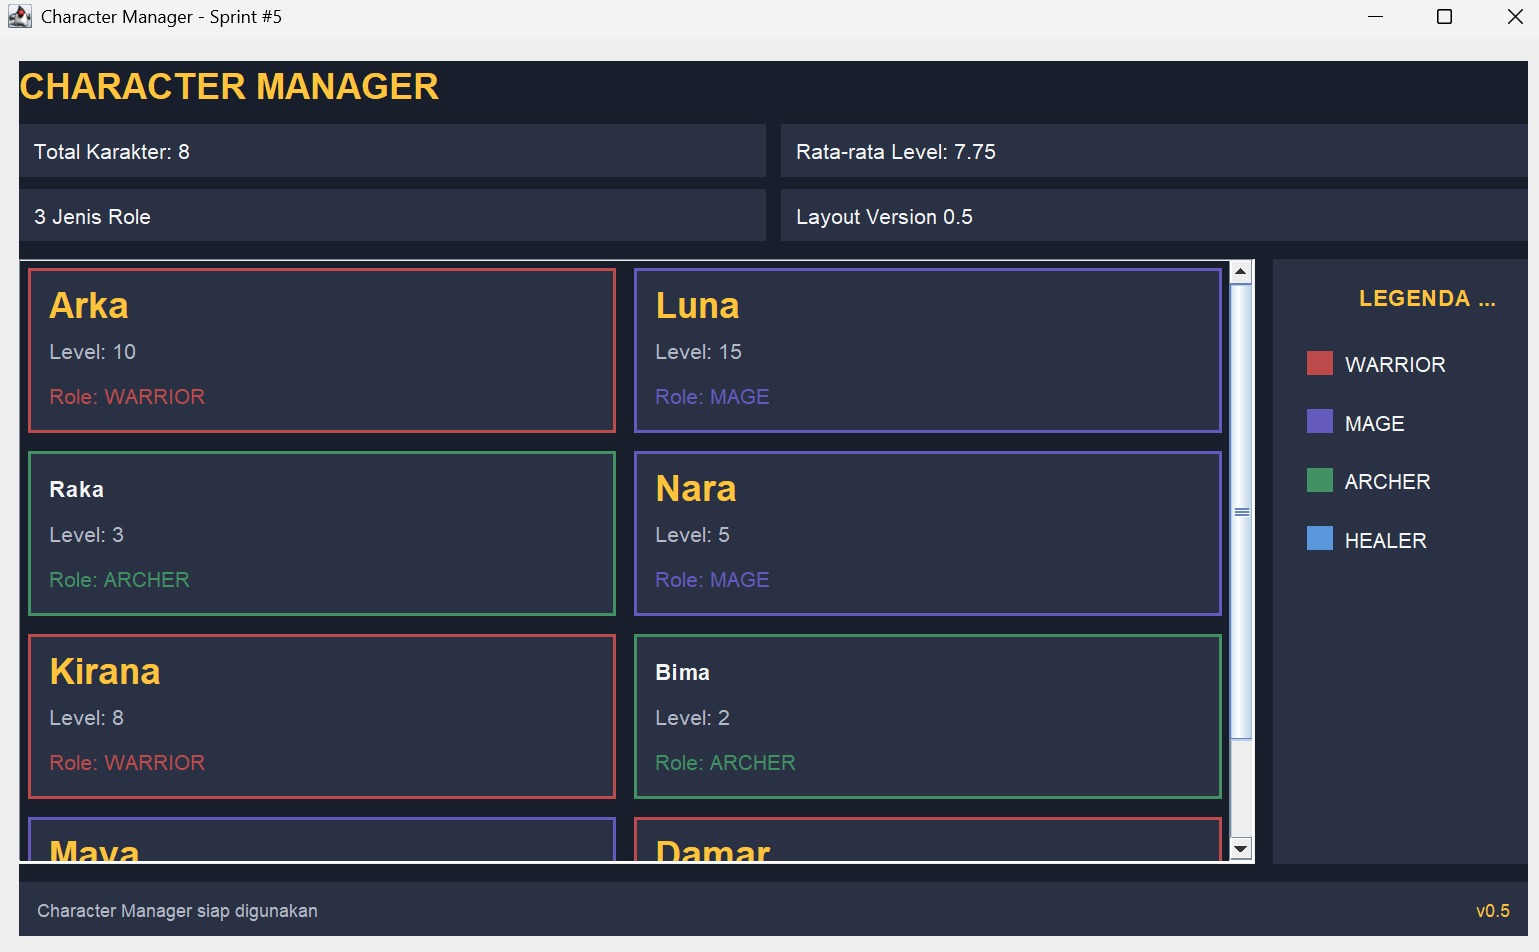 Character Manager - Sprint #5
CHARACTER MANAGER
Total Karakter: 8
Rata-rata Level: 7.75
3 Jenis Role
Layout Version 0.5
Arka
Level: 10
Role: WARRIOR
Luna
Level: 15
Role: MAGE
Raka
Level: 3
Role: ARCHER
Nara
Level: 5
Role: MAGE
Kirana
Level: 8
Role: WARRIOR
Bima
Level: 2
Role: ARCHER
Maya
Damar
LEGENDA ...
WARRIOR
MAGE
ARCHER
HEALER
Character Manager siap digunakan
v0.5